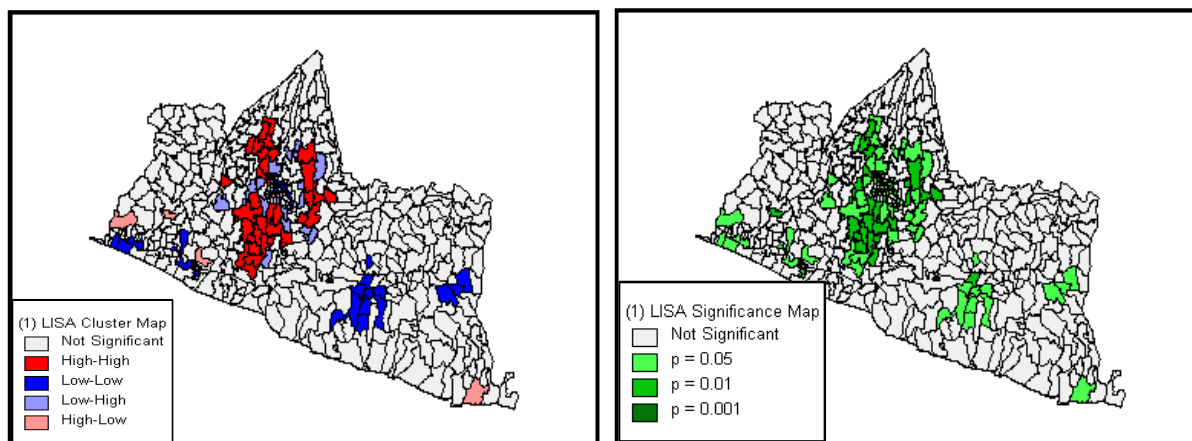 (1) LISA Cluster Map
Not Significant
High-High
Low-Low
Low-High
High-Low
(1) LISA Significance Map
Not Significant
p = 0.05
p = 0.01
p = 0.001